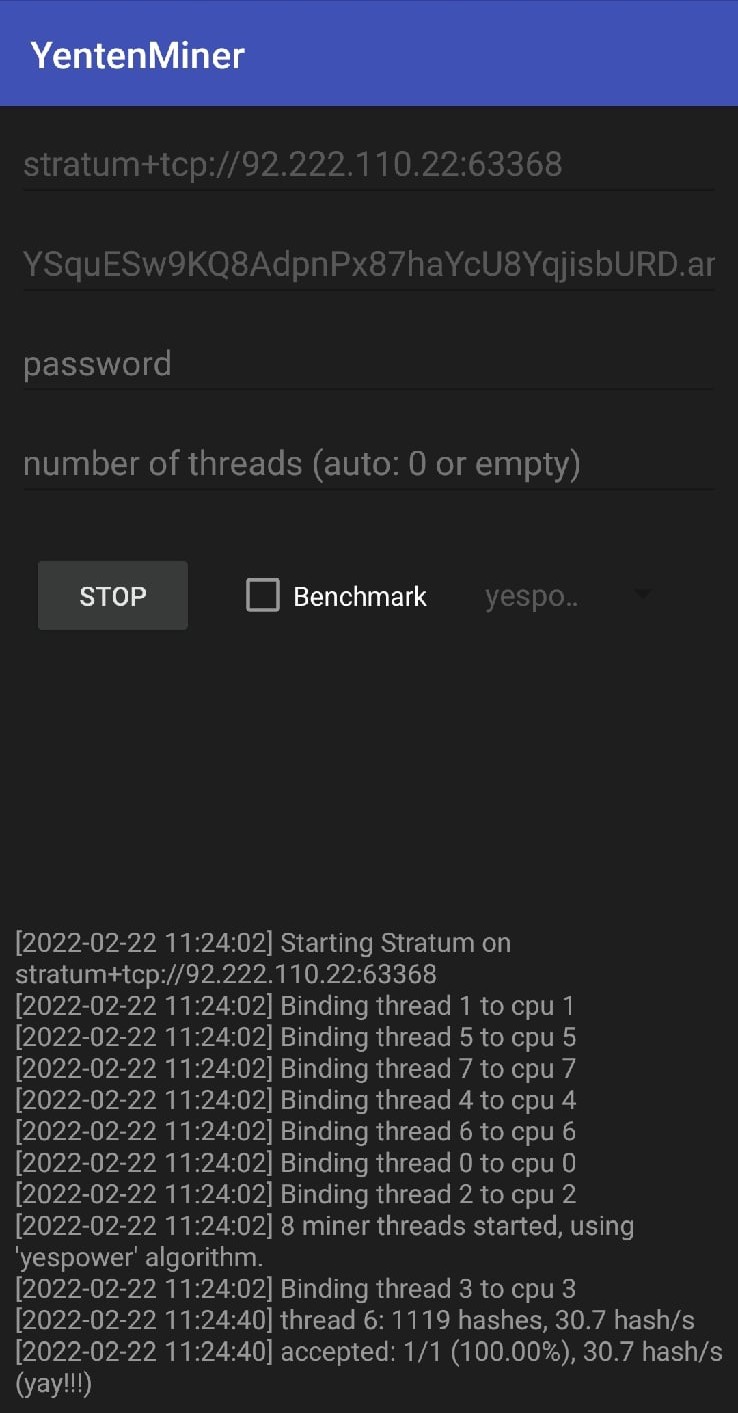 YentenMiner
stratum+tcp://92.222.110.22:63368
YSquESw9KQ8AdpnPx87haYcU8YqjisbURD.ar
password
number of threads (auto: 0 or empty)
STOP Benchmark yespo..
[2022-02-22 11:24:02] Starting Stratum on
stratum+tcp://92.222.110.22:63368
[2022-02-22 11:24:02] Binding thread 1 to cpu 1
[2022-02-22 11:24:02] Binding thread 5 to cpu 5
[2022-02-22 11:24:02] Binding thread 7 to cpu 7
[2022-02-22 11:24:02] Binding thread 4 to cpu 4
[2022-02-22 11:24:02] Binding thread 6 to cpu 6
[2022-02-22 11:24:02] Binding thread 0 to cpu 0
[2022-02-22 11:24:02] Binding thread 2 to cpu 2
[2022-02-22 11:24:02] 8 miner threads started, using
'yespower' algorithm.
[2022-02-22 11:24:02] Binding thread 3 to cpu 3
[2022-02-22 11:24:40] thread 6: 1119 hashes, 30.7 hash/s
[2022-02-22 11:24:40] accepted: 1/1 (100.00%), 30.7 hash/s
(yay!!!)